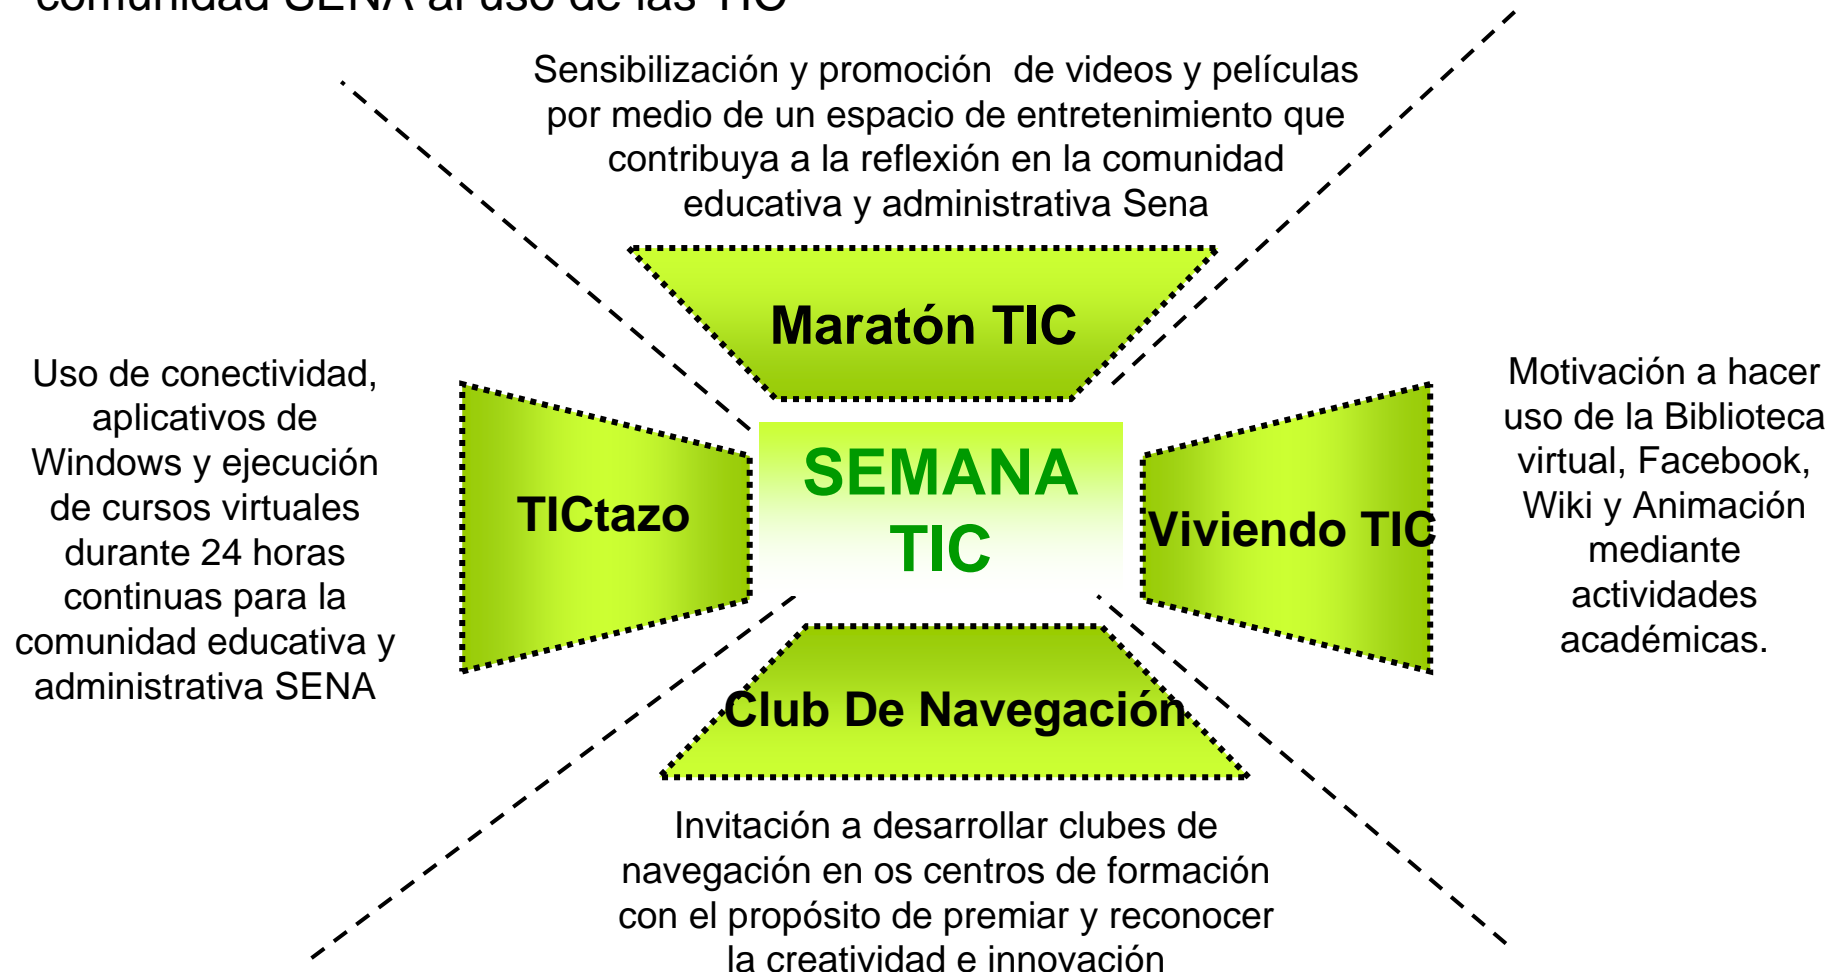 comunidad SENA al uso de las TIC
Sensibilización y promoción de videos y películas
por medio de un espacio de entretenimiento que
contribuya a la reflexión en la comunidad
educativa y administrativa Sena
Maratón TIC
Uso de conectividad,
aplicativos de
Windows y ejecución
de cursos virtuales
durante 24 horas
continuas para la
comunidad educativa y
administrativa SENA
TICtazo
SEMANA
TIC
Viviendo TIC
Motivación a hacer
uso de la Biblioteca
virtual, Facebook,
Wiki y Animación
mediante
actividades
académicas.
Club De Navegación
Invitación a desarrollar clubes de
navegación en os centros de formación
con el propósito de premiar y reconocer
la creatividad e innovación